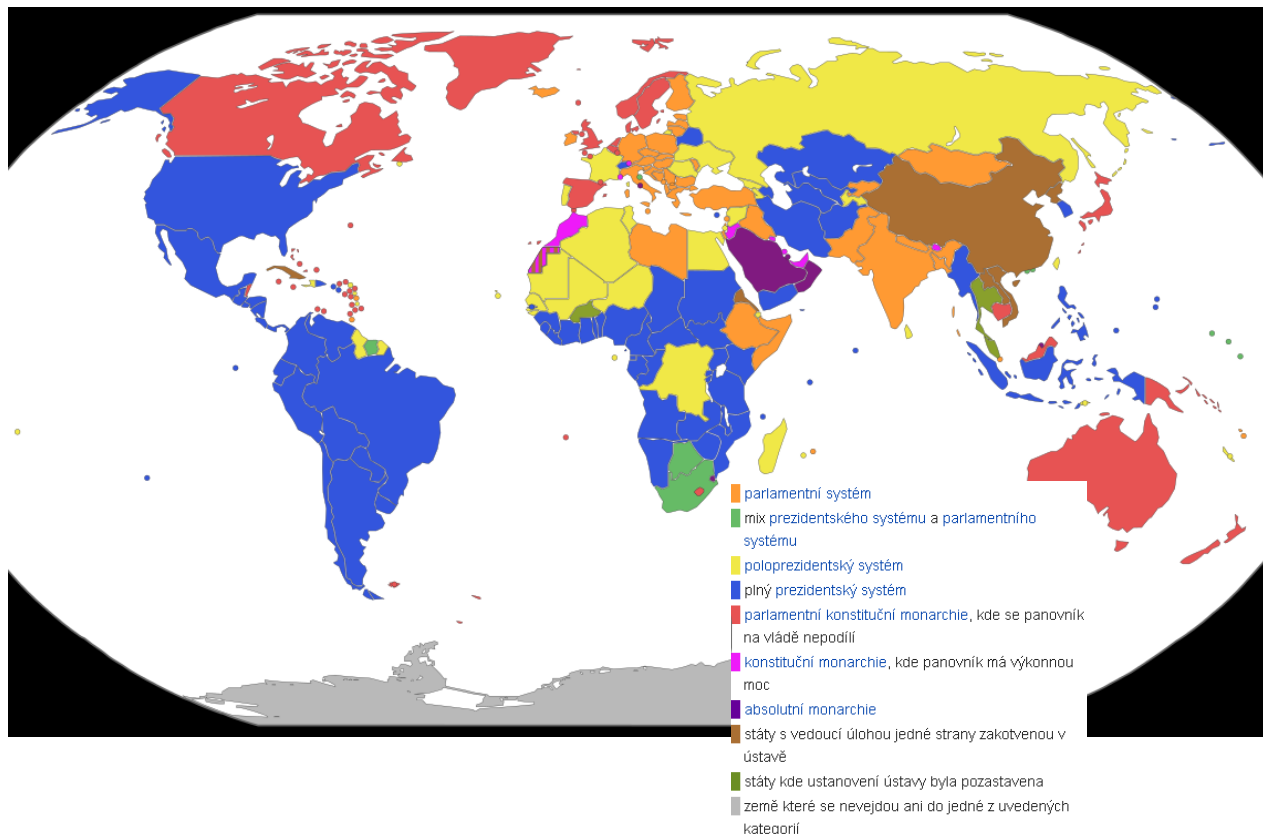 parlamentní systém
mix prezidentského systému a parlamentního
systému
poloprezidentský systém
plný prezidentský systém
parlamentní konstituční monarchie, kde se panovník
na vládě nepodílí
konstituční monarchie, kde panovník má výkonnou
moc
absolutní monarchie
státy s vedoucí úlohou jedné strany zakotvenou v
ústavě
státy kde ustanovení ústavy byla pozastavena
země které se nevejdou ani do jedné z uvedených
kategorií